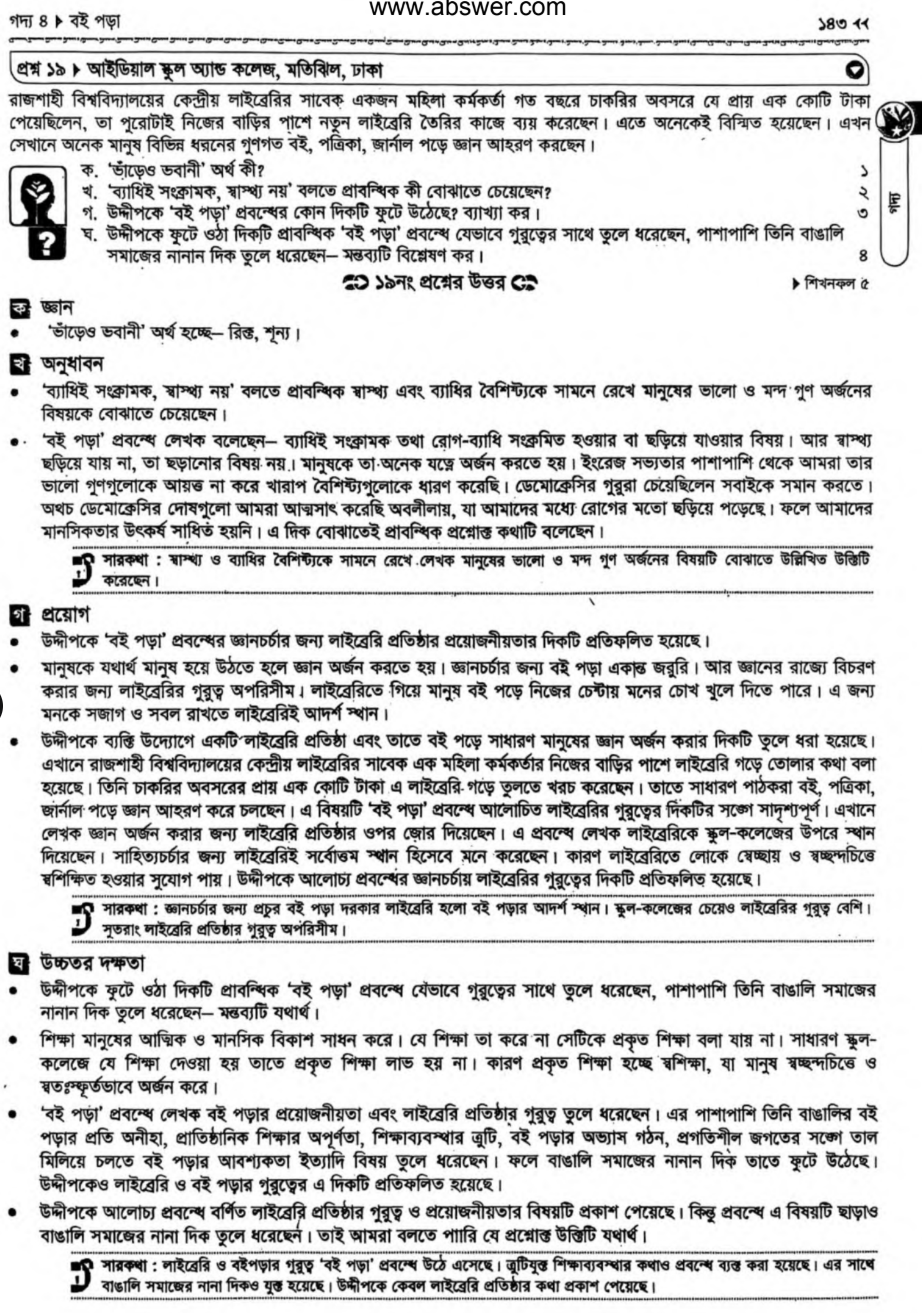 www.abswer.com
গদ্য ৪ ▶ বই পড়া ১৪৩ ◀◀
প্রশ্ন ১৯ ▶ আইডিয়াল স্কুল অ্যান্ড কলেজ, মতিঝিল, ঢাকা
রাজশাহী বিশ্ববিদ্যালয়ের কেন্দ্রীয় লাইব্রেরির সাবেক একজন মহিলা কর্মকর্তা গত বছরে চাকরির অবসরে যে প্রায় এক কোটি টাকা
পেয়েছিলেন, তা পুরোটাই নিজের বাড়ির পাশে নতুন লাইব্রেরি তৈরির কাজে ব্যয় করেছেন। এতে অনেকেই বিস্মিত হয়েছেন। এখন
সেখানে অনেক মানুষ বিভিন্ন ধরনের গুণগত বই, পত্রিকা, জার্নাল পড়ে জ্ঞান আহরণ করছেন।
ক. 'ভাঁড়েও ভবানী' অর্থ কী? ১
খ. 'ব্যাধিই সংক্রামক, স্বাস্থ্য নয়' বলতে প্রাবন্ধিক কী বোঝাতে চেয়েছেন? ২
গ. উদ্দীপকে 'বই পড়া' প্রবন্ধের কোন দিকটি ফুটে উঠেছে? ব্যাখ্যা কর। ৩
ঘ. উদ্দীপকে ফুটে ওঠা দিকটি প্রাবন্ধিক 'বই পড়া' প্রবন্ধে যেভাবে গুরুত্বের সাথে তুলে ধরেছেন, পাশাপাশি তিনি বাঙালি
সমাজের নানান দিক তুলে ধরেছেন– মন্তব্যটি বিশ্লেষণ কর। ৪
গদ্য
১৯নং প্রশ্নের উত্তর ▶ শিখনফল ৫
ক জ্ঞান
• 'ভাঁড়েও ভবানী' অর্থ হচ্ছে– রিক্ত, শূন্য।
খ অনুধাবন
• 'ব্যাধিই সংক্রামক, স্বাস্থ্য নয়' বলতে প্রাবন্ধিক স্বাস্থ্য এবং ব্যাধির বৈশিষ্ট্যকে সামনে রেখে মানুষের ভালো ও মন্দ গুণ অর্জনের
বিষয়কে বোঝাতে চেয়েছেন।
• 'বই পড়া' প্রবন্ধে লেখক বলেছেন– ব্যাধিই সংক্রামক তথা রোগ-ব্যাধি সংক্রমিত হওয়ার বা ছড়িয়ে যাওয়ার বিষয়। আর স্বাস্থ্য
ছড়িয়ে যায় না, তা ছড়ানোর বিষয় নয়। মানুষকে তা অনেক যত্নে অর্জন করতে হয়। ইংরেজ সভ্যতার পাশাপাশি থেকে আমরা তার
ভালো গুণগুলোকে আয়ত্ত না করে খারাপ বৈশিষ্ট্যগুলোকে ধারণ করেছি। ডেমোক্রেসির গুরুরা চেয়েছিলেন সবাইকে সমান করতে।
অথচ ডেমোক্রেসির দোষগুলো আমরা আত্মসাৎ করেছি অবলীলায়, যা আমাদের মধ্যে রোগের মতো ছড়িয়ে পড়েছে। ফলে আমাদের
মানসিকতার উৎকর্ষ সাধিত হয়নি। এ দিক বোঝাতেই প্রাবন্ধিক প্রশ্নোক্ত কথাটি বলেছেন।
সারকথা : স্বাস্থ্য ও ব্যাধির বৈশিষ্ট্যকে সামনে রেখে লেখক মানুষের ভালো ও মন্দ গুণ অর্জনের বিষয়টি বোঝাতে উল্লিখিত উক্তিটি
করেছেন।
গ প্রয়োগ
• উদ্দীপকে 'বই পড়া' প্রবন্ধের জ্ঞানচর্চার জন্য লাইব্রেরি প্রতিষ্ঠার প্রয়োজনীয়তার দিকটি প্রতিফলিত হয়েছে।
• মানুষকে যথার্থ মানুষ হয়ে উঠতে হলে জ্ঞান অর্জন করতে হয়। জ্ঞানচর্চার জন্য বই পড়া একান্ত জরুরি। আর জ্ঞানের রাজ্যে বিচরণ
করার জন্য লাইব্রেরির গুরুত্ব অপরিসীম। লাইব্রেরিতে গিয়ে মানুষ বই পড়ে নিজের চেষ্টায় মনের চোখ খুলে দিতে পারে। এ জন্য
মনকে সজাগ ও সবল রাখতে লাইব্রেরিই আদর্শ স্থান।
• উদ্দীপকে ব্যক্তি উদ্যোগে একটি লাইব্রেরি প্রতিষ্ঠা এবং তাতে বই পড়ে সাধারণ মানুষের জ্ঞান অর্জন করার দিকটি তুলে ধরা হয়েছে।
এখানে রাজশাহী বিশ্ববিদ্যালয়ের কেন্দ্রীয় লাইব্রেরির সাবেক এক মহিলা কর্মকর্তার নিজের বাড়ির পাশে লাইব্রেরি গড়ে তোলার কথা বলা
হয়েছে। তিনি চাকরির অবসরের প্রায় এক কোটি টাকা এ লাইব্রেরি গড়ে তুলতে খরচ করেছেন। তাতে সাধারণ পাঠকরা বই, পত্রিকা,
জার্নাল পড়ে জ্ঞান আহরণ করে চলছেন। এ বিষয়টি 'বই পড়া' প্রবন্ধে আলোচিত লাইব্রেরির গুরুত্বের দিকটির সঙ্গে সাদৃশ্যপূর্ণ। এখানে
লেখক জ্ঞান অর্জন করার জন্য লাইব্রেরি প্রতিষ্ঠার ওপর জোর দিয়েছেন। এ প্রবন্ধে লেখক লাইব্রেরিকে স্কুল-কলেজের উপরে স্থান
দিয়েছেন। সাহিত্যচর্চার জন্য লাইব্রেরিই সর্বোত্তম স্থান হিসেবে মনে করেছেন। কারণ লাইব্রেরিতে লোকে স্বেচ্ছায় ও স্বচ্ছন্দচিত্তে
স্বশিক্ষিত হওয়ার সুযোগ পায়। উদ্দীপকে আলোচ্য প্রবন্ধের জ্ঞানচর্চায় লাইব্রেরির গুরুত্বের দিকটি প্রতিফলিত হয়েছে।
সারকথা : জ্ঞানচর্চার জন্য প্রচুর বই পড়া দরকার লাইব্রেরি হলো বই পড়ার আদর্শ স্থান। স্কুল-কলেজের চেয়েও লাইব্রেরির গুরুত্ব বেশি।
সুতরাং লাইব্রেরি প্রতিষ্ঠার গুরুত্ব অপরিসীম।
ঘ উচ্চতর দক্ষতা
• উদ্দীপকে ফুটে ওঠা দিকটি প্রাবন্ধিক 'বই পড়া' প্রবন্ধে যেভাবে গুরুত্বের সাথে তুলে ধরেছেন, পাশাপাশি তিনি বাঙালি সমাজের
নানান দিক তুলে ধরেছেন– মন্তব্যটি যথার্থ।
• শিক্ষা মানুষের আত্মিক ও মানসিক বিকাশ সাধন করে। যে শিক্ষা তা করে না সেটিকে প্রকৃত শিক্ষা বলা যায় না। সাধারণ স্কুল-
কলেজে যে শিক্ষা দেওয়া হয় তাতে প্রকৃত শিক্ষা লাভ হয় না। কারণ প্রকৃত শিক্ষা হচ্ছে স্বশিক্ষা, যা মানুষ স্বচ্ছন্দচিত্তে ও
স্বতঃস্ফূর্তভাবে অর্জন করে।
• 'বই পড়া' প্রবন্ধে লেখক বই পড়ার প্রয়োজনীয়তা এবং লাইব্রেরি প্রতিষ্ঠার গুরুত্ব তুলে ধরেছেন। এর পাশাপাশি তিনি বাঙালির বই
পড়ার প্রতি অনীহা, প্রাতিষ্ঠানিক শিক্ষার অপূর্ণতা, শিক্ষাব্যবস্থার ত্রুটি, বই পড়ার অভ্যাস গঠন, প্রগতিশীল জগতের সঙ্গে তাল
মিলিয়ে চলতে বই পড়ার আবশ্যকতা ইত্যাদি বিষয় তুলে ধরেছেন। ফলে বাঙালি সমাজের নানান দিক তাতে ফুটে উঠেছে।
উদ্দীপকেও লাইব্রেরি ও বই পড়ার গুরুত্বের এ দিকটি প্রতিফলিত হয়েছে।
• উদ্দীপকে আলোচ্য প্রবন্ধে বর্ণিত লাইব্রেরি প্রতিষ্ঠার গুরুত্ব ও প্রয়োজনীয়তার বিষয়টি প্রকাশ পেয়েছে। কিন্তু প্রবন্ধে এ বিষয়টি ছাড়াও
বাঙালি সমাজের নানা দিক তুলে ধরেছেন। তাই আমরা বলতে পারি যে প্রশ্নোক্ত উক্তিটি যথার্থ।
সারকথা : লাইব্রেরি ও বইপড়ার গুরুত্ব 'বই পড়া' প্রবন্ধে উঠে এসেছে। ত্রুটিযুক্ত শিক্ষাব্যবস্থার কথাও প্রবন্ধে ব্যক্ত করা হয়েছে। এর সাথে
বাঙালি সমাজের নানা দিকও যুক্ত হয়েছে। উদ্দীপকে কেবল লাইব্রেরি প্রতিষ্ঠার কথা প্রকাশ পেয়েছে।